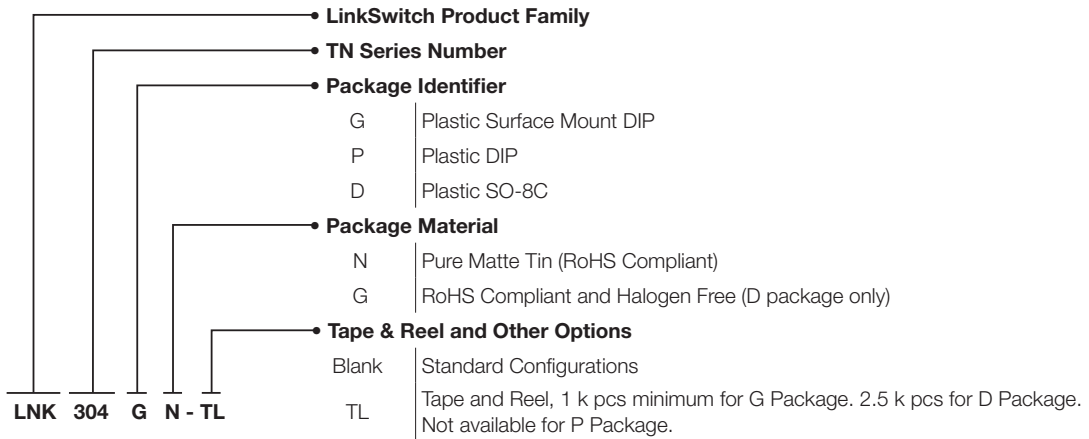 LinkSwitch Product Family
TN Series Number
Package Identifier
G Plastic Surface Mount DIP
P Plastic DIP
D Plastic SO-8C
Package Material
N Pure Matte Tin (RoHS Compliant)
G RoHS Compliant and Halogen Free (D package only)
Tape & Reel and Other Options
Blank Standard Configurations
TL Tape and Reel, 1 k pcs minimum for G Package. 2.5 k pcs for D Package.
Not available for P Package.
LNK 304 G N - TL